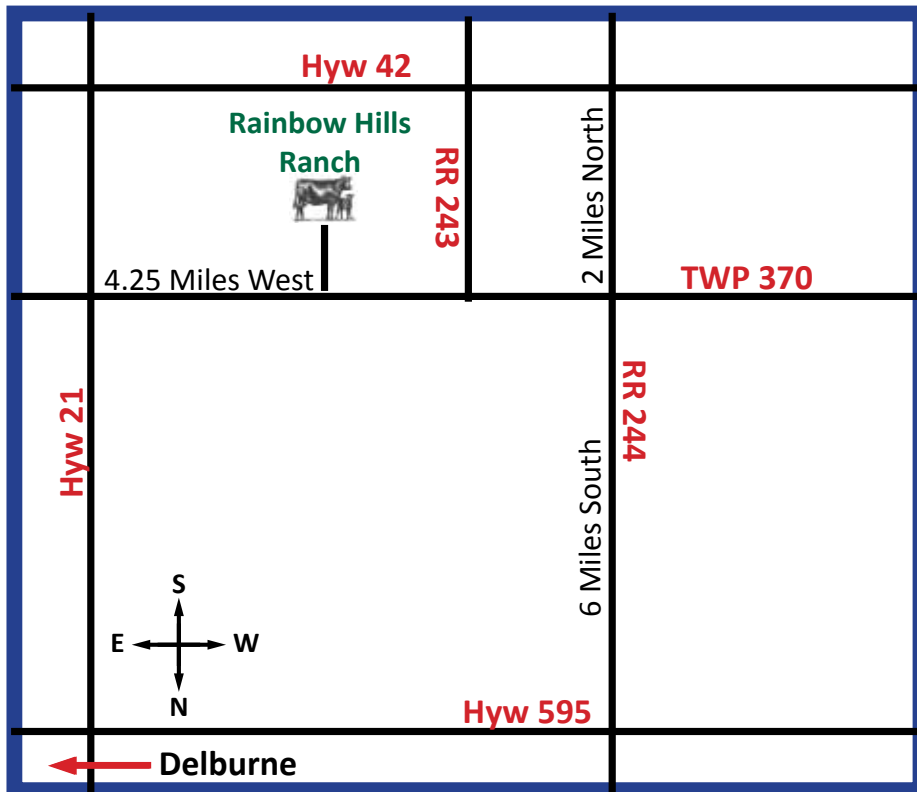 Hyw 42
Rainbow Hills
Ranch
RR 243
2 Miles North
4.25 Miles West
TWP 370
Hyw 21
RR 244
6 Miles South
S
E
W
N
Hyw 595
Delburne